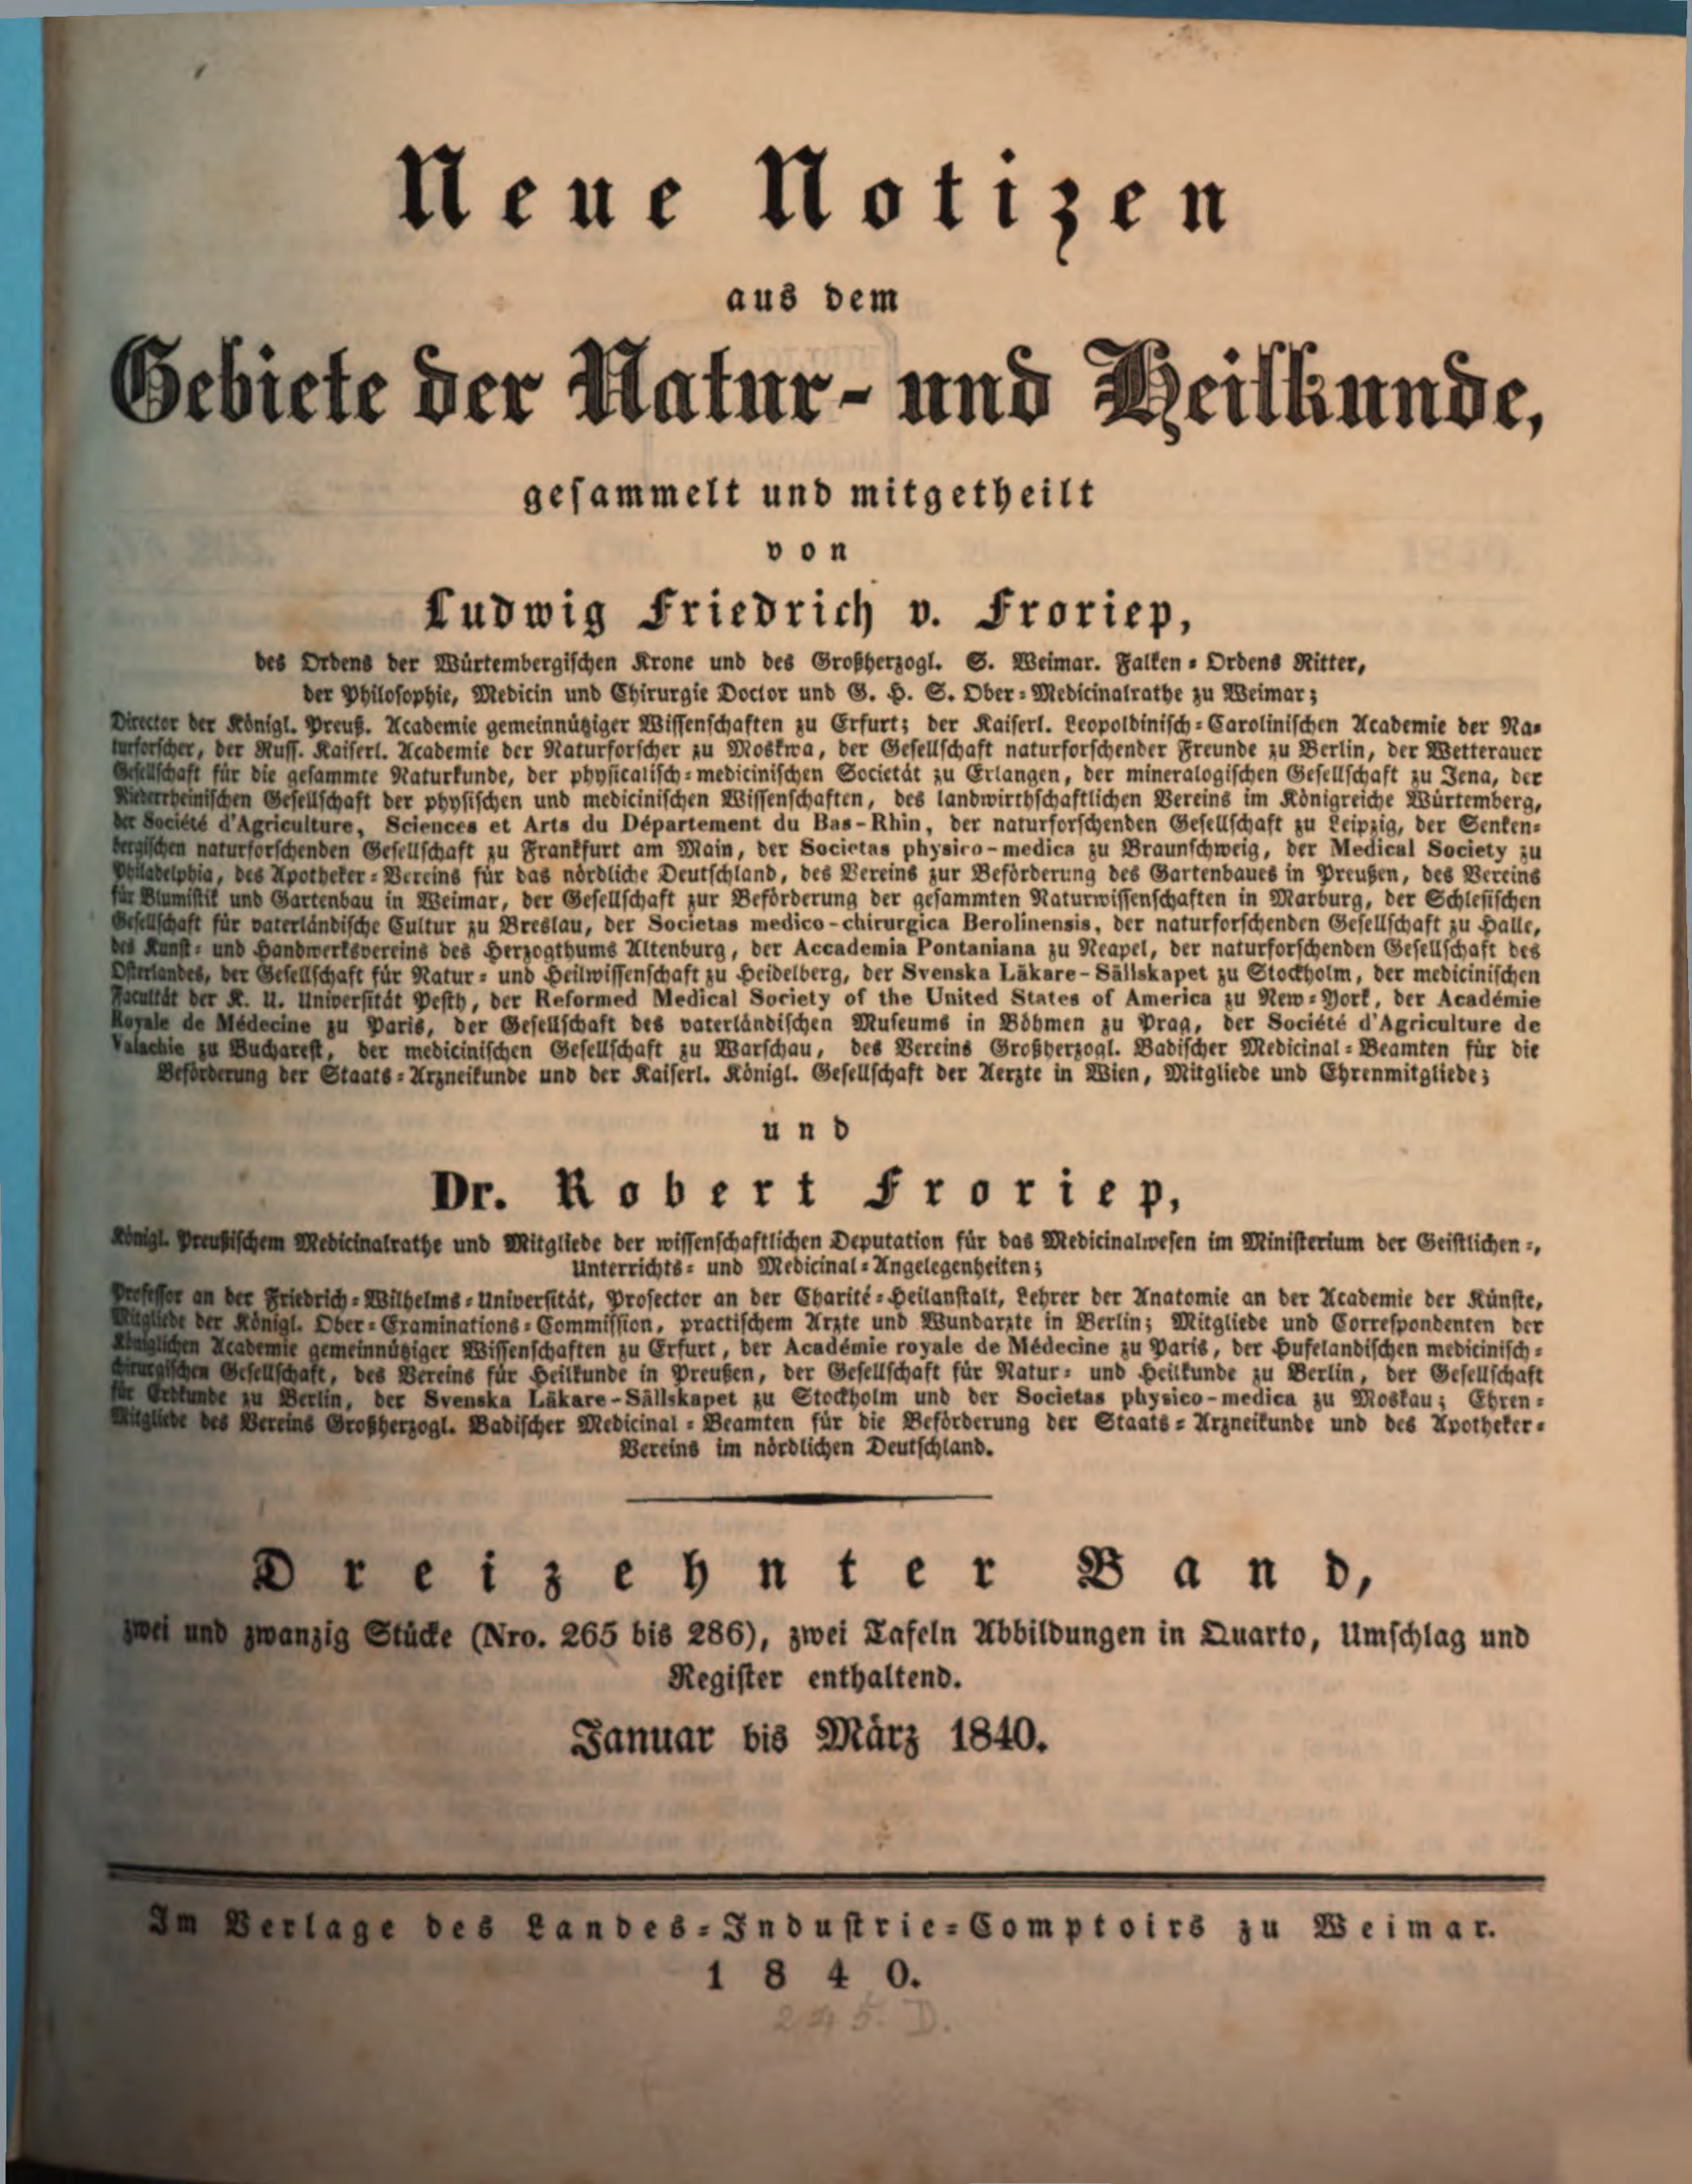 Neue Notizen
aus dem
Gebiete der Natur- und Heilkunde,
gesammelt und mitgetheilt
von
Ludwig Friedrich v. Froriep,
des Ordens der Würtembergischen Krone und des Großherzogl. S. Weimar. Falken-Ordens Ritter,
der Philosophie, Medicin und Chirurgie Doctor und G. H. S. Ober-Medicinalrathe zu Weimar;
Director der Königl. Preuß. Academie gemeinnütziger Wissenschaften zu Erfurt; der Kaiserl. Leopoldinisch-Carolinischen Academie der Na-
turforscher, der Russ. Kaiserl. Academie der Naturforscher zu Moskwa, der Gesellschaft naturforschender Freunde zu Berlin, der Wetterauer
Gesellschaft für die gesammte Naturkunde, der physicalisch-medicinischen Societät zu Erlangen, der mineralogischen Gesellschaft zu Jena, der
Niederrheinischen Gesellschaft der physischen und medicinischen Wissenschaften, des landwirthschaftlichen Vereins im Königreiche Würtemberg,
der Société d'Agriculture, Sciences et Arts du Département du Bas-Rhin, der naturforschenden Gesellschaft zu Leipzig, der Senken-
bergischen naturforschenden Gesellschaft zu Frankfurt am Main, der Societas physico-medica zu Braunschweig, der Medical Society zu
Philadelphia, des Apotheker-Vereins für das nördliche Deutschland, des Vereins zur Beförderung des Gartenbaues in Preußen, des Vereins
für Blumistik und Gartenbau in Weimar, der Gesellschaft zur Beförderung der gesammten Naturwissenschaften in Marburg, der Schlesischen
Gesellschaft für vaterländische Cultur zu Breslau, der Societas medico-chirurgica Berolinensis, der naturforschenden Gesellschaft zu Halle,
des Kunst- und Handwerksvereins des Herzogthums Altenburg, der Accademia Pontaniana zu Neapel, der naturforschenden Gesellschaft des
Osterlandes, der Gesellschaft für Natur- und Heilwissenschaft zu Heidelberg, der Svenska Läkare-Sällskapet zu Stockholm, der medicinischen
Facultät der K. U. Universität Pesth, der Reformed Medical Society of the United States of America zu New-York, der Académie
Royale de Médecine zu Paris, der Gesellschaft des vaterländischen Museums in Böhmen zu Prag, der Société d'Agriculture de
Valachie zu Bucharest, der medicinischen Gesellschaft zu Warschau, des Vereins Großherzogl. Badischer Medicinal-Beamten für die
Beförderung der Staats-Arzneikunde und der Kaiserl. Königl. Gesellschaft der Aerzte in Wien, Mitgliede und Ehrenmitgliede;
und
Dr. Robert Froriep,
Königl. Preußischem Medicinalrathe und Mitgliede der wissenschaftlichen Deputation für das Medicinalwesen im Ministerium der Geistlichen-,
Unterrichts- und Medicinal-Angelegenheiten;
Professor an der Friedrich-Wilhelms-Universität, Prosector an der Charité-Heilanstalt, Lehrer der Anatomie an der Academie der Künste,
Mitgliede der Königl. Ober-Examinations-Commission, practischem Arzte und Wundarzte in Berlin; Mitgliede und Correspondenten der
Königlichen Academie gemeinnütziger Wissenschaften zu Erfurt, der Académie royale de Médecine zu Paris, der Hufelandischen medicinisch-
chirurgischen Gesellschaft, des Vereins für Heilkunde in Preußen, der Gesellschaft für Natur- und Heilkunde zu Berlin, der Gesellschaft
für Erdkunde zu Berlin, der Svenska Läkare-Sällskapet zu Stockholm und der Societas physico-medica zu Moskau; Ehren-
Mitgliede des Vereins Großherzogl. Badischer Medicinal-Beamten für die Beförderung der Staats-Arzneikunde und des Apotheker-
Vereins im nördlichen Deutschland.
Dreizehnter Band,
zwei und zwanzig Stücke (Nro. 265 bis 286), zwei Tafeln Abbildungen in Quarto, Umschlag und
Register enthaltend.
Januar bis März 1840.
Im Verlage des Landes-Industrie-Comptoirs zu Weimar.
1840.
245. D.